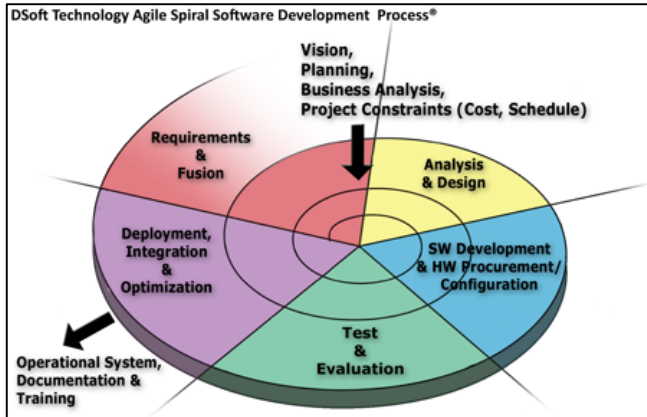 DSoft Technology Agile Spiral Software Development Process®
Vision,
Planning,
Business Analysis,
Project Constraints (Cost, Schedule)
Requirements
&
Fusion
Analysis
& Design
Deployment,
Integration
&
Optimization
SW Development
& HW Procurement/
Configuration
Test
&
Evaluation
Operational System,
Documentation &
Training